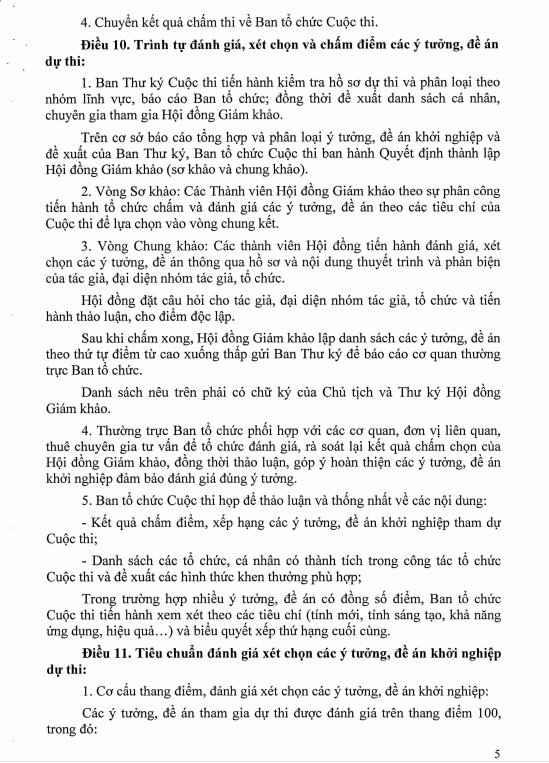 4. Chuyển kết quả chấm thi về Ban tổ chức Cuộc thi.
Điều 10. Trình tự đánh giá, xét chọn và chấm điểm các ý tưởng, đề án
dự thi:
1. Ban Thư ký Cuộc thi tiến hành kiểm tra hồ sơ dự thi và phân loại theo
nhóm lĩnh vực, báo cáo Ban tổ chức; đồng thời đề xuất danh sách cá nhân,
chuyên gia tham gia Hội đồng Giám khảo.
Trên cơ sở báo cáo tổng hợp và phân loại ý tưởng, đề án khởi nghiệp và
đề xuất của Ban Thư ký, Ban tổ chức Cuộc thi ban hành Quyết định thành lập
Hội đồng Giám khảo (sơ khảo và chung khảo).
2. Vòng Sơ khảo: Các Thành viên Hội đồng Giám khảo theo sự phân công
tiến hành tổ chức chấm và đánh giá các ý tưởng, đề án theo các tiêu chí của
Cuộc thi để lựa chọn vào vòng chung kết.
3. Vòng Chung khảo: Các thành viên Hội đồng tiến hành đánh giá, xét
chọn các ý tưởng, đề án thông qua hồ sơ và nội dung thuyết trình và phản biện
của tác giả, đại diện nhóm tác giả, tổ chức.
Hội đồng đặt câu hỏi cho tác giả, đại diện nhóm tác giả, tổ chức và tiến
hành thảo luận, cho điểm độc lập.
Sau khi chấm xong, Hội đồng Giám khảo lập danh sách các ý tưởng, đề án
theo thứ tự điểm từ cao xuống thấp gửi Ban Thư ký để báo cáo cơ quan thường
trực Ban tổ chức.
Danh sách nêu trên phải có chữ ký của Chủ tịch và Thư ký Hội đồng
Giám khảo.
4. Thường trực Ban tổ chức phối hợp với các cơ quan, đơn vị liên quan,
thuê chuyên gia tư vấn để tổ chức đánh giá, rà soát lại kết quả chấm chọn của
Hội đồng Giám khảo, đồng thời thảo luận, góp ý hoàn thiện các ý tưởng, đề án
khởi nghiệp đảm bảo đánh giá đúng ý tưởng.
5. Ban tổ chức Cuộc thi họp để thảo luận và thống nhất về các nội dung:
- Kết quả chấm điểm, xếp hạng các ý tưởng, đề án khởi nghiệp tham dự
Cuộc thi;
- Danh sách các tổ chức, cá nhân có thành tích trong công tác tổ chức
Cuộc thi và đề xuất các hình thức khen thưởng phù hợp;
Trong trường hợp nhiều ý tưởng, đề án có đồng số điểm, Ban tổ chức
Cuộc thi tiến hành xem xét theo các tiêu chí (tính mới, tính sáng tạo, khả năng
ứng dụng, hiệu quả…) và biểu quyết xếp thứ hạng cuối cùng.
Điều 11. Tiêu chuẩn đánh giá xét chọn các ý tưởng, đề án khởi nghiệp
dự thi:
1. Cơ cấu thang điểm, đánh giá xét chọn các ý tưởng, đề án khởi nghiệp:
Các ý tưởng, đề án tham gia dự thi được đánh giá trên thang điểm 100,
trong đó:
5